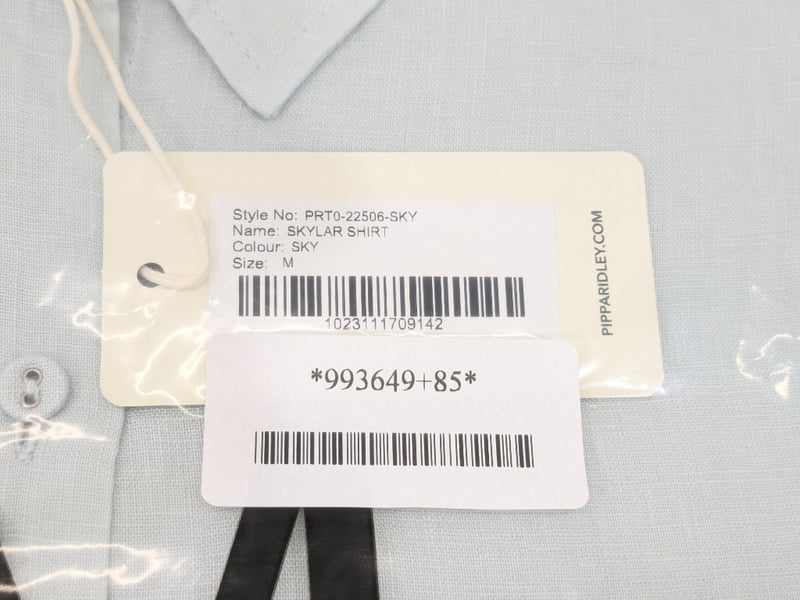 Style No: PRT0-22506-SKY
Name: SKYLAR SHIRT
Colour: SKY
Size: M
1023111709142
PIPPARIDLEY.COM
*993649+85*